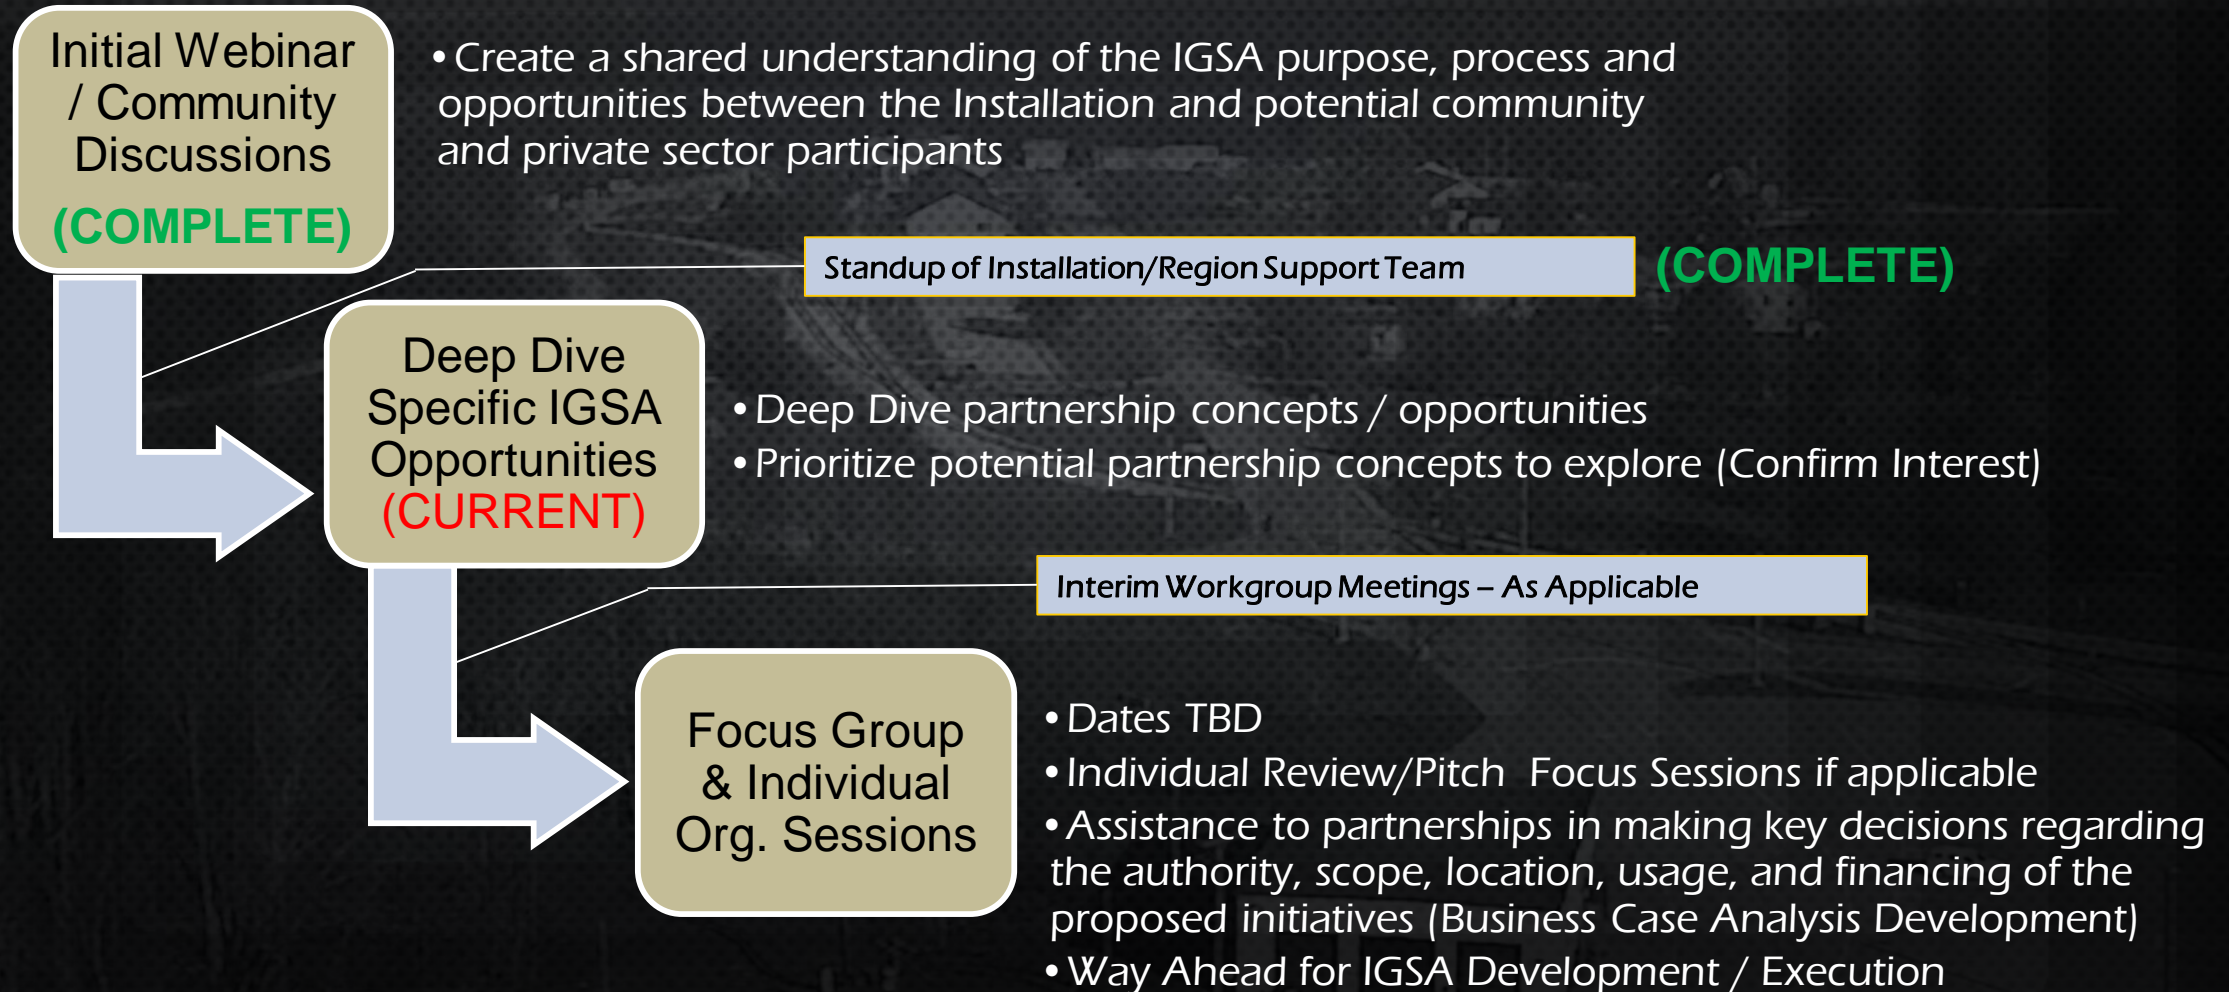 Initial Webinar
/ Community
Discussions
(COMPLETE)
• Create a shared understanding of the IGSA purpose, process and
opportunities between the Installation and potential community
and private sector participants
Standup of Installation/Region Support Team
(COMPLETE)
Deep Dive
Specific IGSA
Opportunities
(CURRENT)
• Deep Dive partnership concepts / opportunities
• Prioritize potential partnership concepts to explore (Confirm Interest)
Interim Workgroup Meetings – As Applicable
Focus Group
& Individual
Org. Sessions
• Dates TBD
• Individual Review/Pitch Focus Sessions if applicable
• Assistance to partnerships in making key decisions regarding
the authority, scope, location, usage, and financing of the
proposed initiatives (Business Case Analysis Development)
• Way Ahead for IGSA Development / Execution